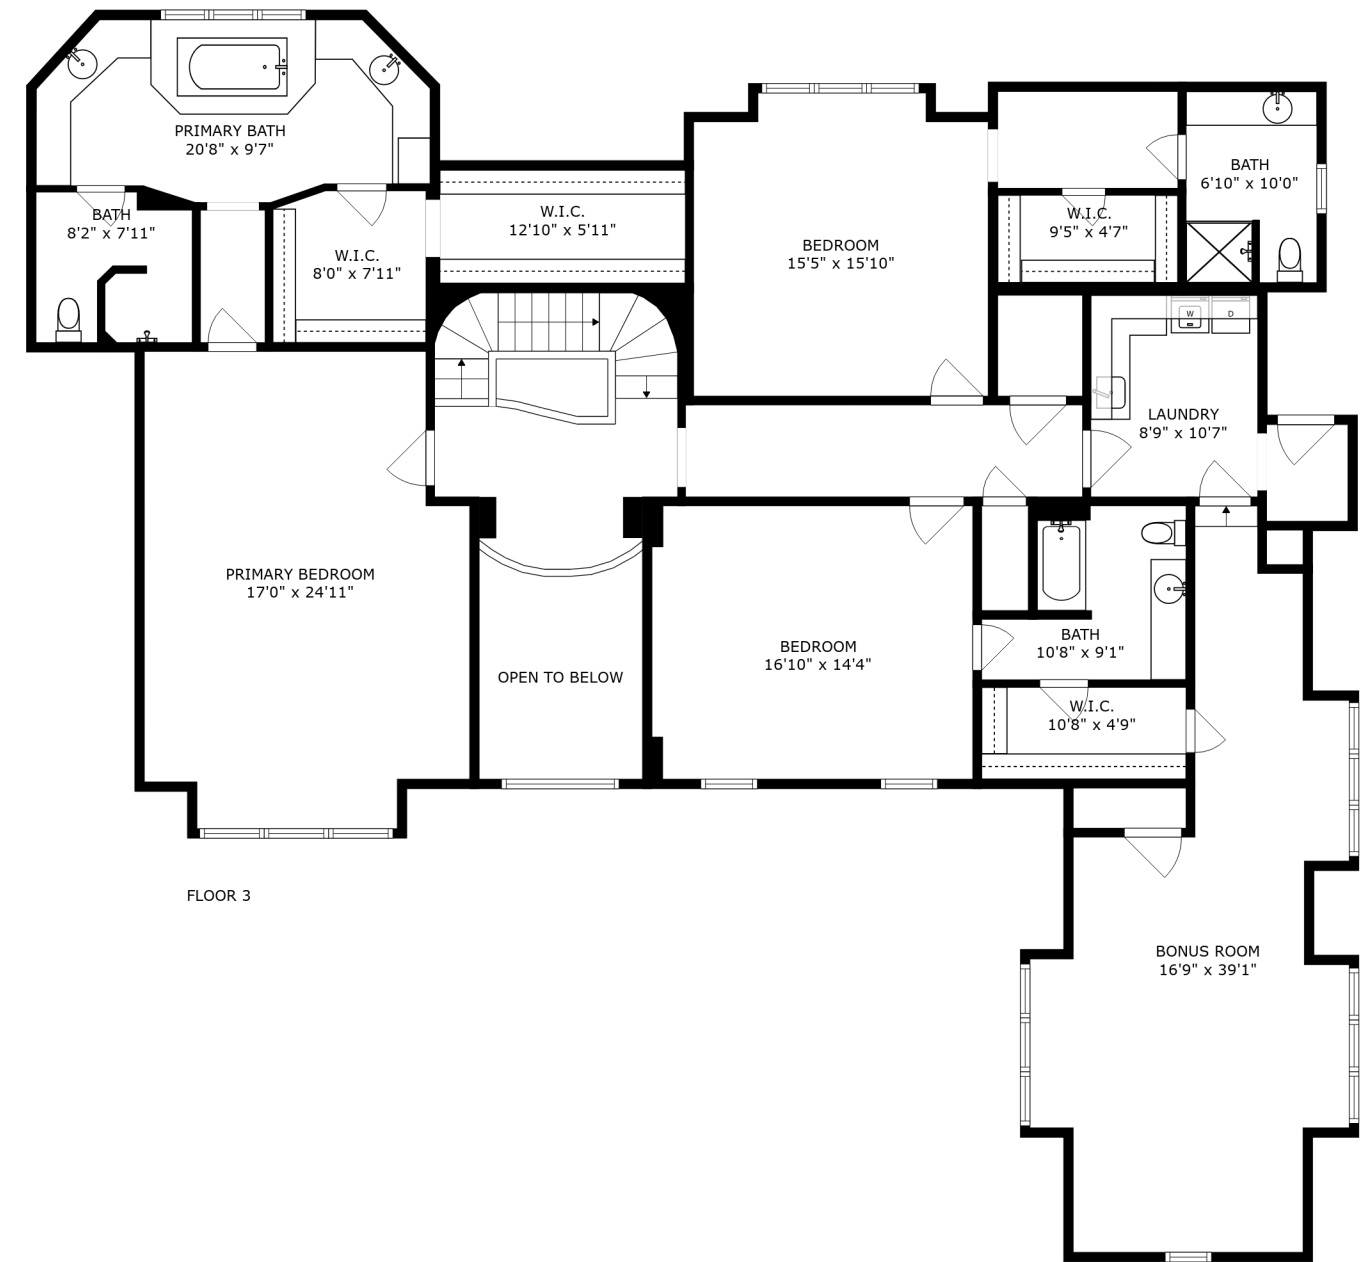 PRIMARY BATH
20'8" x 9'7"
BATH
8'2" x 7'11"
W.I.C.
8'0" x 7'11"
W.I.C.
12'10" x 5'11"
BEDROOM
15'5" x 15'10"
W.I.C.
9'5" x 4'7"
BATH
6'10" x 10'0"
W
D
LAUNDRY
8'9" x 10'7"
PRIMARY BEDROOM
17'0" x 24'11"
OPEN TO BELOW
BEDROOM
16'10" x 14'4"
BATH
10'8" x 9'1"
W.I.C.
10'8" x 4'9"
FLOOR 3
BONUS ROOM
16'9" x 39'1"